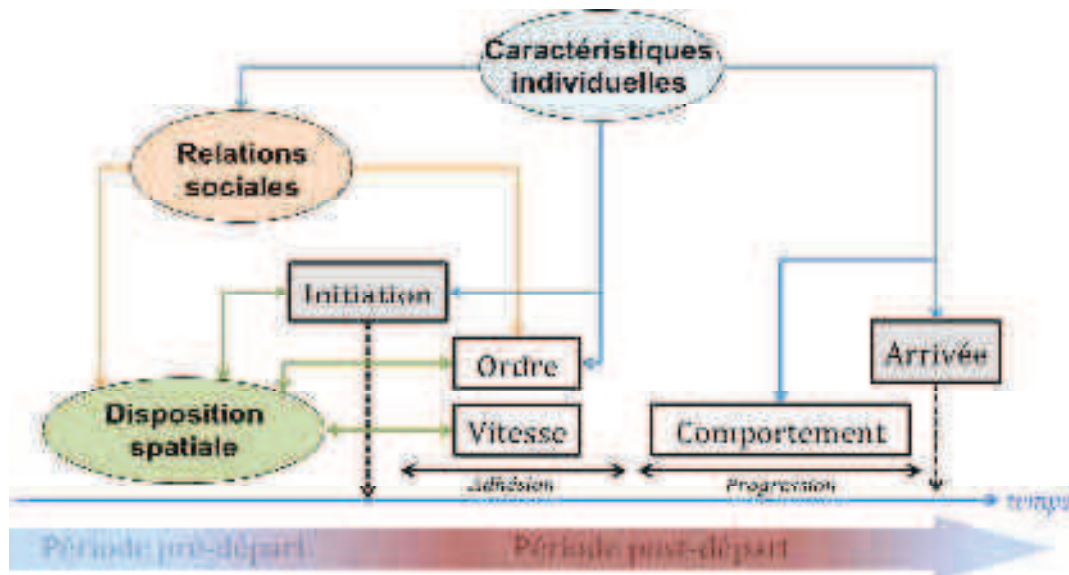 Caractéristiques
individuelles
Relations
sociales
Initiation
Ordre
Arrivée
Disposition
spatiale
Vitesse
Comportement
Adhésion
Progression
temps
Période pré-départ
Période post-départ